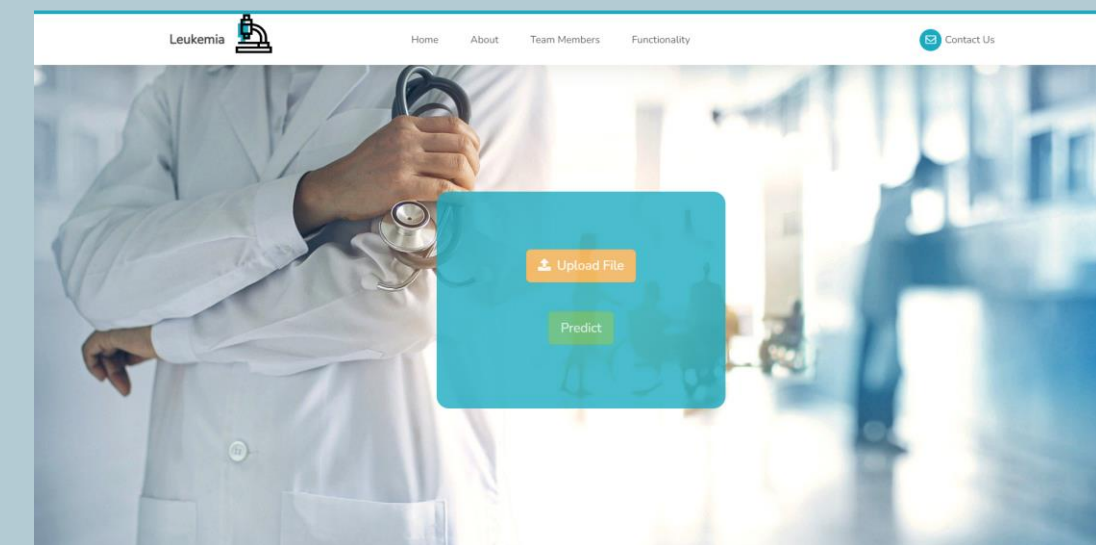 Leukemia
Home About Team Members Functionality
Contact Us
Upload File
Predict